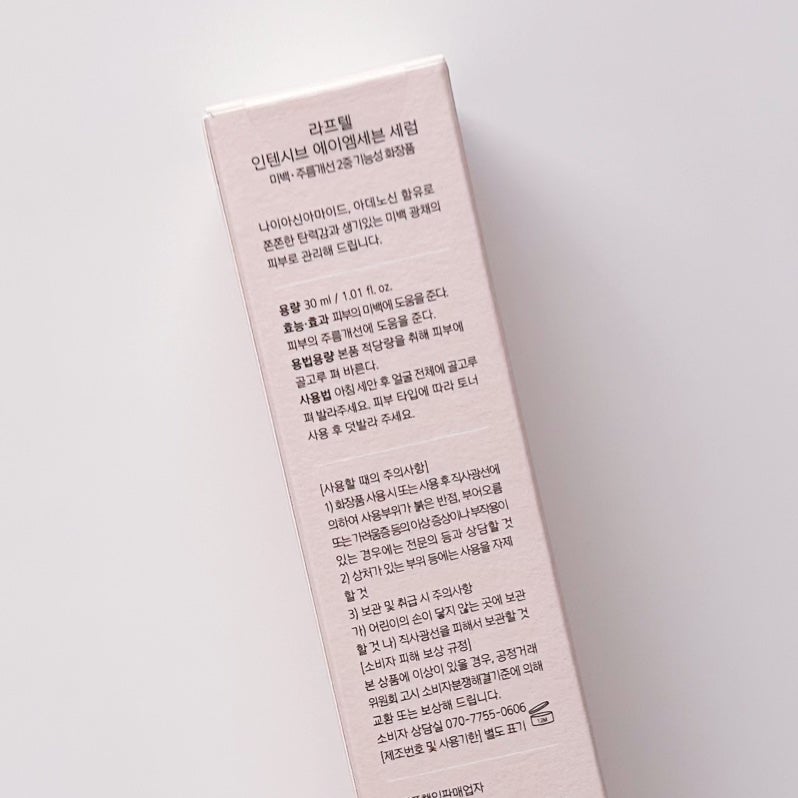 라프텔
인텐시브 에이엠세븐 세럼
미백·주름개선 2중 기능성 화장품
나이아신아마이드, 아데노신 함유로
쫀쫀한 탄력감과 생기있는 미백 광채의
피부로 관리해 드립니다.
용량 30 ml / 1.01 fl. oz.
효능·효과 피부의 미백에 도움을 준다.
피부의 주름개선에 도움을 준다.
용법용량 본품 적당량을 취해 피부에
골고루 펴 바른다.
사용법 아침 세안 후 얼굴 전체에 골고루
펴 발라주세요. 피부 타입에 따라 토너
사용 후 덧발라 주세요.
[사용할 때의 주의사항]
1) 화장품 사용 시 또는 사용 후 직사광선에
의하여 사용부위가 붉은 반점, 부어오름
또는 가려움증 등의 이상 증상이나 부작용이
있는 경우에는 전문의 등과 상담할 것
2) 상처가 있는 부위 등에는 사용을 자제
할 것
3) 보관 및 취급 시 주의사항
가) 어린이의 손이 닿지 않는 곳에 보관
할 것 나) 직사광선을 피해서 보관할 것
[소비자 피해 보상 규정]
본 상품에 이상이 있을 경우, 공정거래
위원회 고시 소비자분쟁해결기준에 의해
교환 또는 보상해 드립니다.
소비자 상담실 070-7755-0606
12M
[제조번호 및 사용기한] 별도 표기
책임판매업자